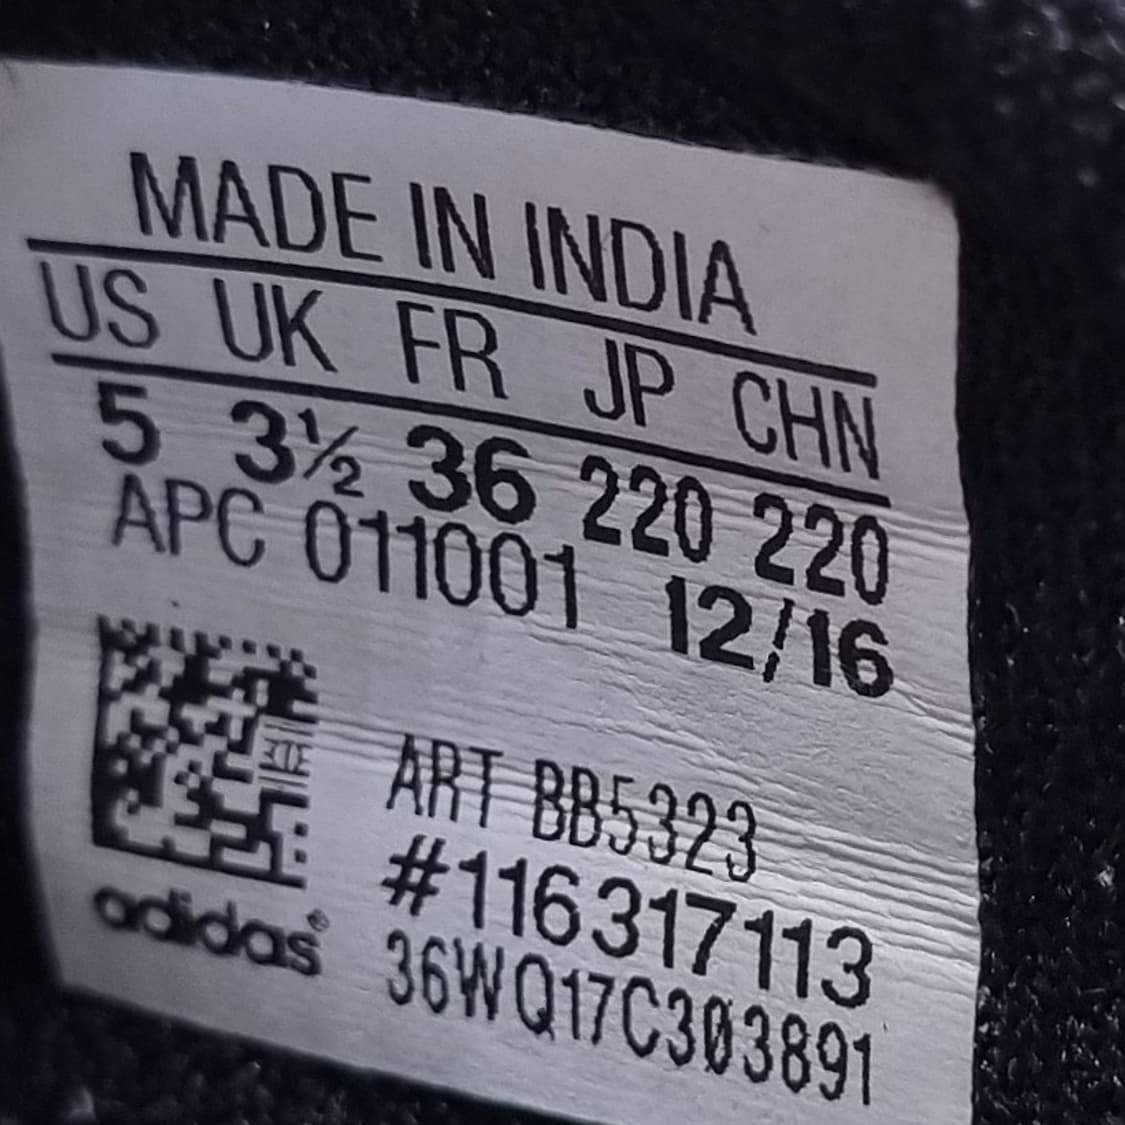 MADE IN INDIA
US UK FR JP CHN
5 3½ 36 220 220
APC 011001 12/16
ART BB5323
#116317113
adidas®
36WQ17C303891